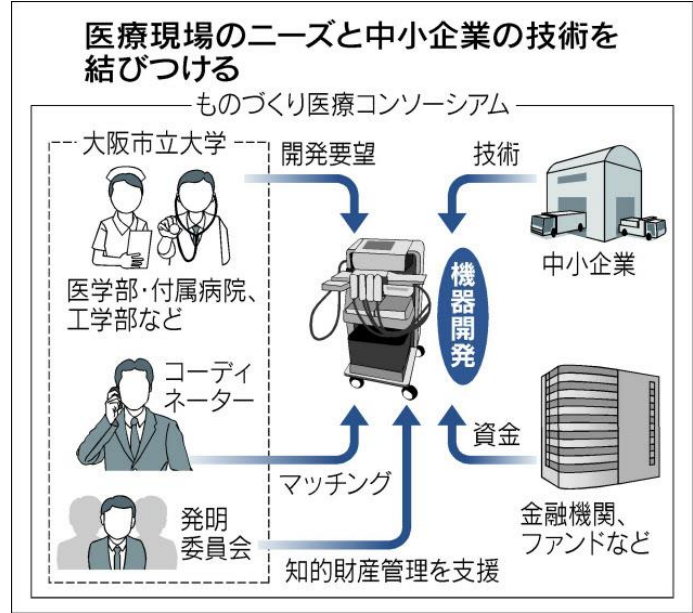 医療現場のニーズと中小企業の技術を
結びつける
ものづくり医療コンソーシアム
大阪市立大学
開発要望
技術
医学部・付属病院、
工学部など
中小企業
機器開発
コーディ
ネーター
マッチング
資金
発明
委員会
金融機関、
ファンドなど
知的財産管理を支援